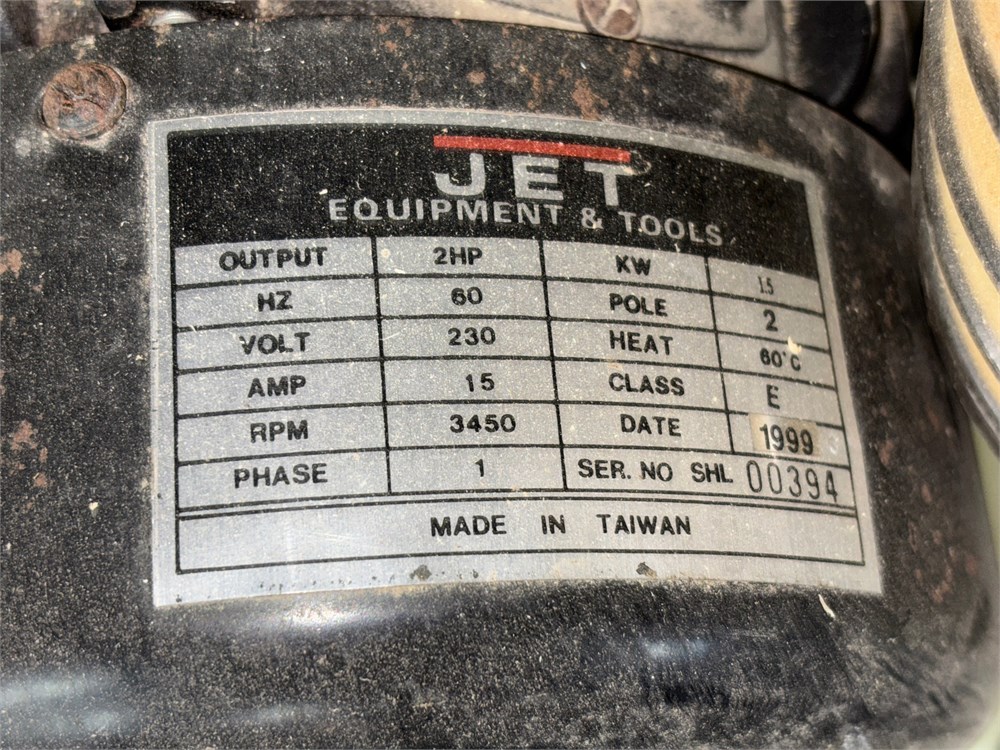 JET
EQUIPMENT & TOOLS
OUTPUT 2HP KW 1.5
HZ 60 POLE 2
VOLT 230 HEAT 60°C
AMP 15 CLASS E
RPM 3450 DATE 1999
PHASE 1 SER. NO SHL 00394
MADE IN TAIWAN